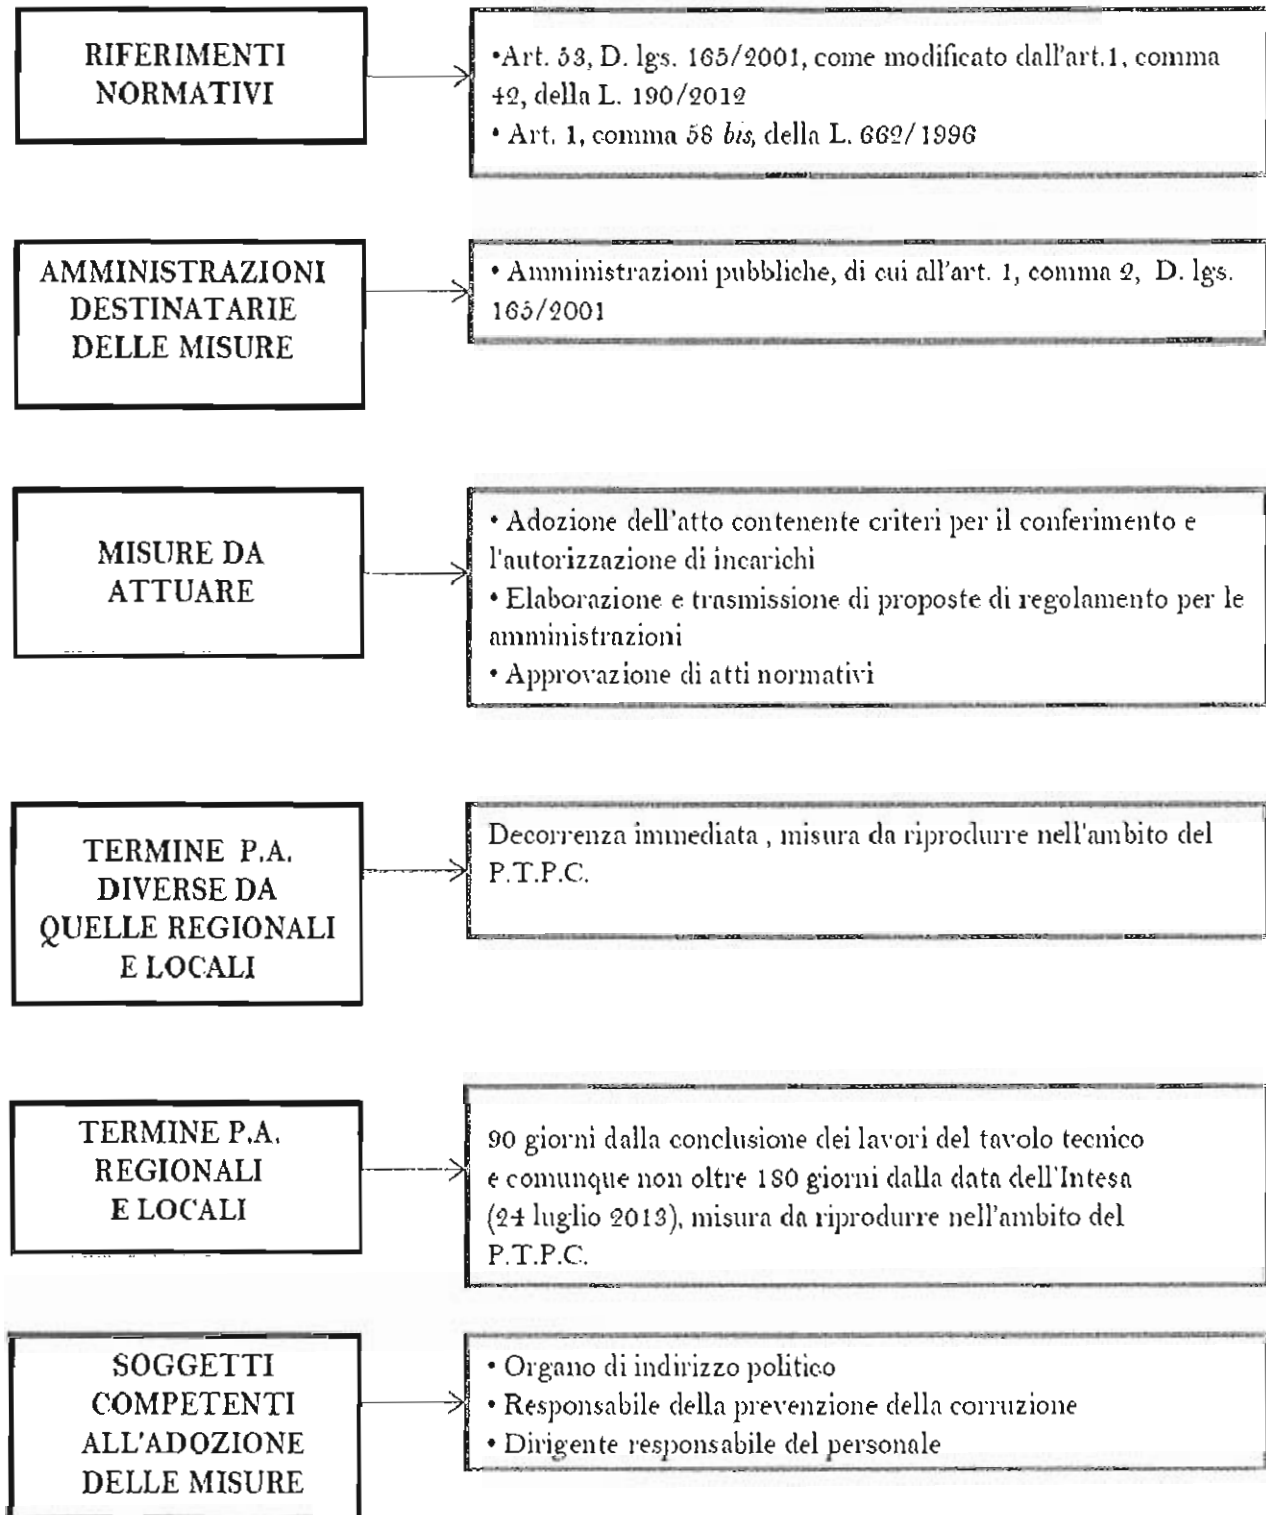 RIFERIMENTI
NORMATIVI
•Art. 53, D. lgs. 165/2001, come modificato dall'art.1, comma
42, della L. 190/2012
• Art. 1, comma 58 bis, della L. 662/1996
AMMINISTRAZIONI
DESTINATARIE
DELLE MISURE
• Amministrazioni pubbliche, di cui all'art. 1, comma 2, D. lgs.
165/2001
MISURE DA
ATTUARE
• Adozione dell'atto contenente criteri per il conferimento e
l'autorizzazione di incarichi
• Elaborazione e trasmissione di proposte di regolamento per le
amministrazioni
• Approvazione di atti normativi
TERMINE P.A.
DIVERSE DA
QUELLE REGIONALI
E LOCALI
Decorrenza immediata , misura da riprodurre nell'ambito del
P.T.P.C.
TERMINE P.A.
REGIONALI
E LOCALI
90 giorni dalla conclusione dei lavori del tavolo tecnico
e comunque non oltre 180 giorni dalla data dell'Intesa
(24 luglio 2013), misura da riprodurre nell'ambito del
P.T.P.C.
SOGGETTI
COMPETENTI
ALL'ADOZIONE
DELLE MISURE
• Organo di indirizzo politico
• Responsabile della prevenzione della corruzione
• Dirigente responsabile del personale